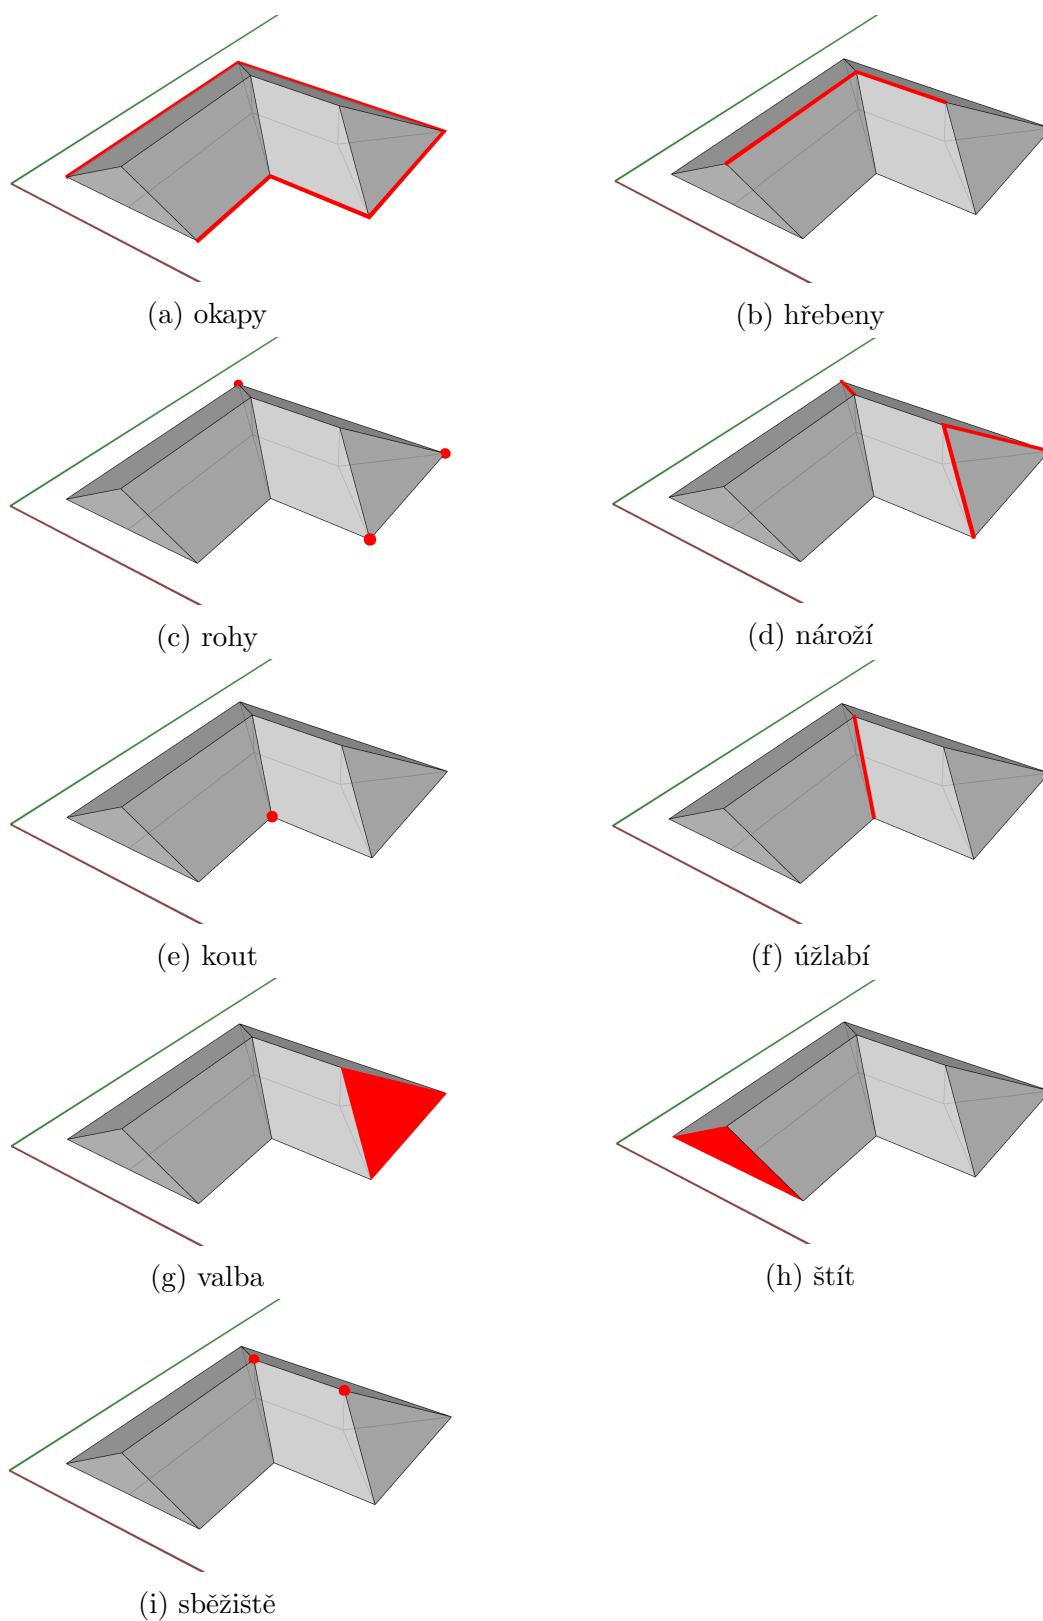 (a) okapy
(b) hřebeny
(c) rohy
(d) nároží
(e) kout
(f) úžlabí
(g) valba
(h) štít
(i) sběžiště